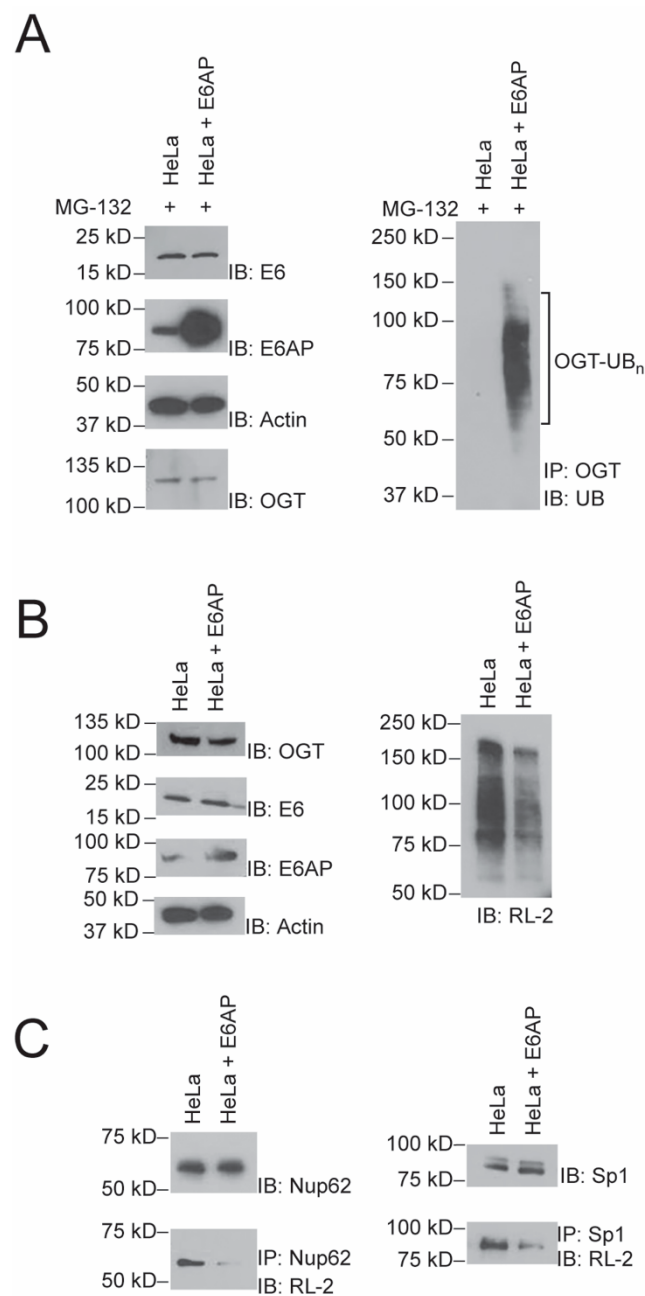 A
HeLa
HeLa + E6AP
MG-132 + +
25 kD
15 kD
IB: E6
100 kD
75 kD
IB: E6AP
50 kD
37 kD
IB: Actin
135 kD
100 kD
IB: OGT
HeLa
HeLa + E6AP
MG-132 + +
250 kD
150 kD
100 kD
75 kD
50 kD
37 kD
OGT-UBn
IP: OGT
IB: UB
B
HeLa
HeLa + E6AP
135 kD
100 kD
IB: OGT
25 kD
15 kD
IB: E6
100 kD
75 kD
IB: E6AP
50 kD
37 kD
IB: Actin
HeLa
HeLa + E6AP
250 kD
150 kD
100 kD
75 kD
50 kD
IB: RL-2
C
HeLa
HeLa + E6AP
75 kD
50 kD
IB: Nup62
75 kD
50 kD
IP: Nup62
IB: RL-2
HeLa
HeLa + E6AP
100 kD
75 kD
IB: Sp1
100 kD
75 kD
IP: Sp1
IB: RL-2